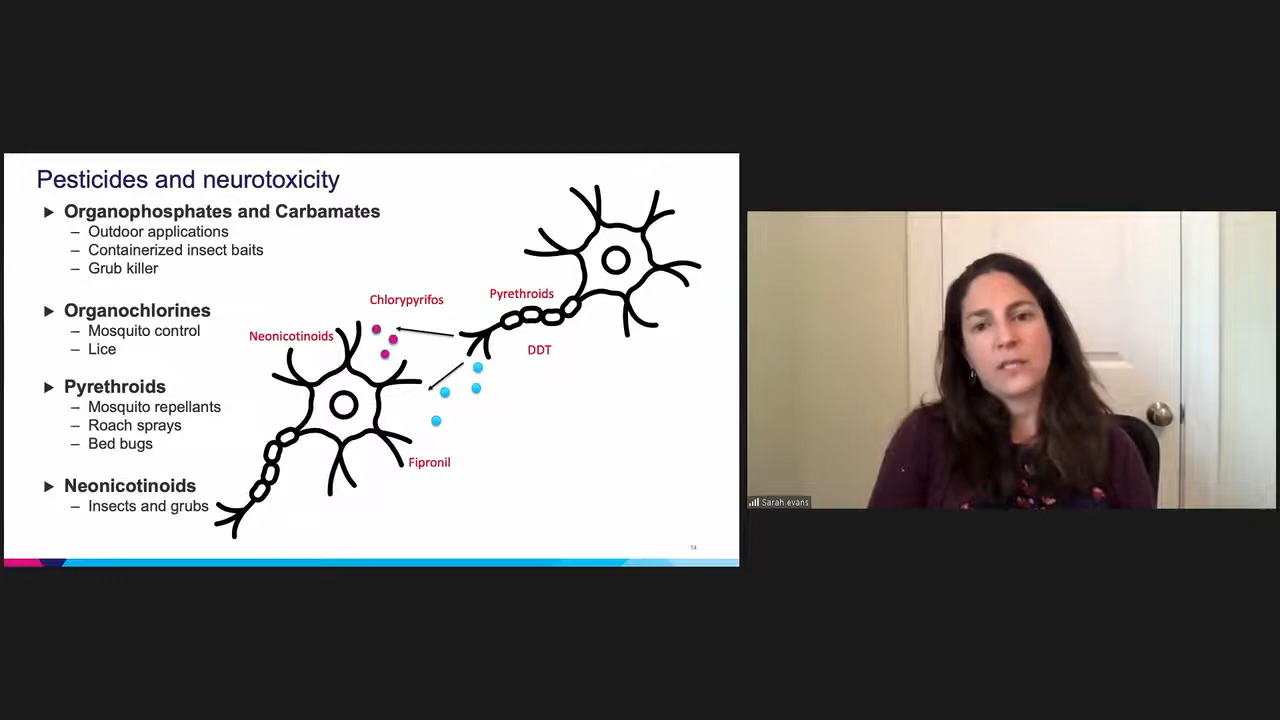 Pesticides and neurotoxicity
Organophosphates and Carbamates
– Outdoor applications
– Containerized insect baits
– Grub killer
Organochlorines
– Mosquito control
– Lice
Pyrethroids
– Mosquito repellants
– Roach sprays
– Bed bugs
Neonicotinoids
– Insects and grubs
Chlorypyrifos
Pyrethroids
Neonicotinoids
DDT
Fipronil
14
Sarah.evans